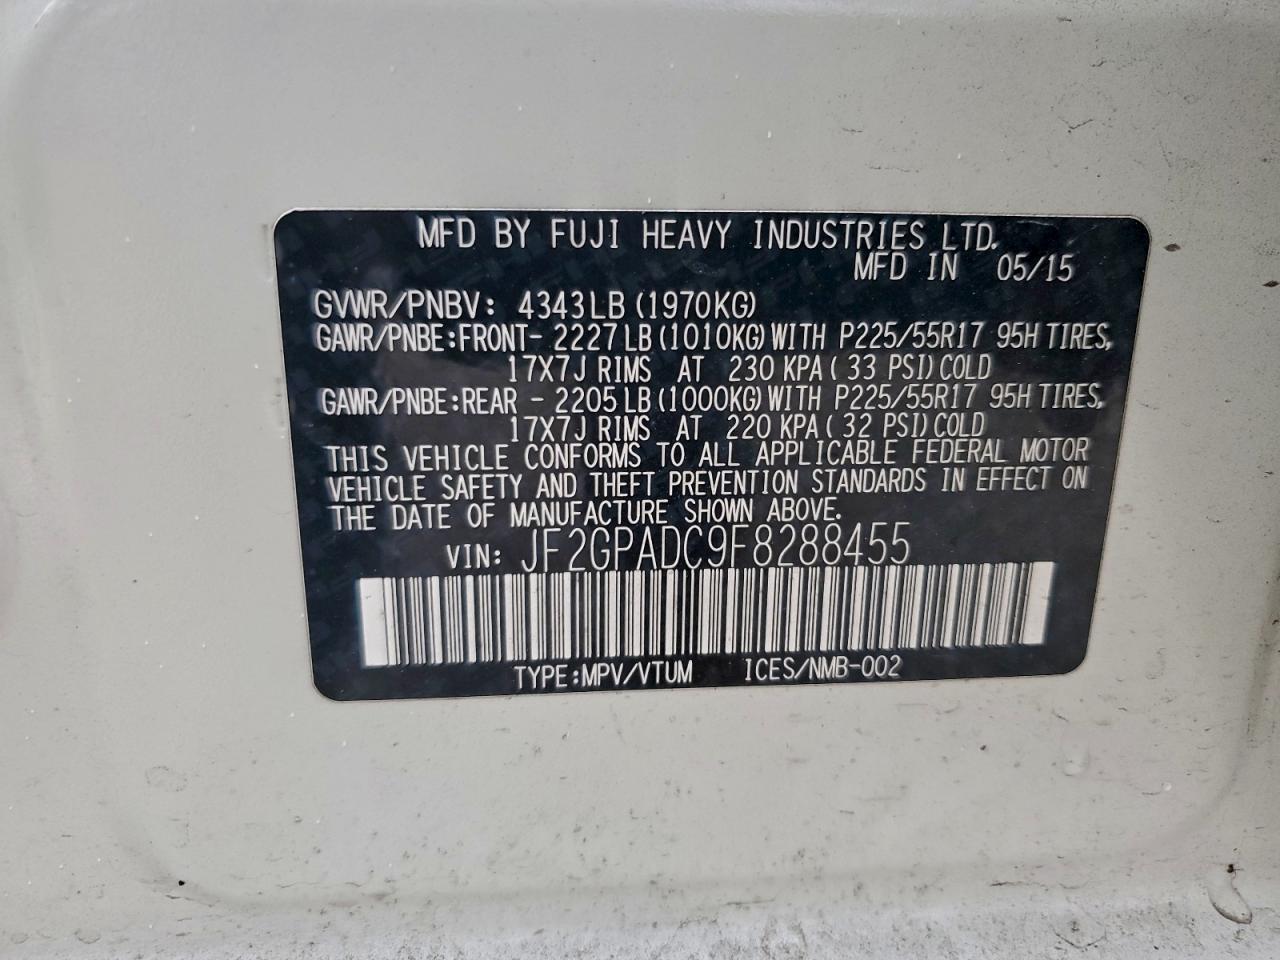 MFD BY FUJI HEAVY INDUSTRIES LTD.
MFD IN 05/15
GVWR/PNBV: 4343LB (1970KG)
GAWR/PNBE:FRONT- 2227LB (1010KG) WITH P225/55R17 95H TIRES,
17X7J RIMS AT 230 KPA ( 33 PSI) COLD
GAWR/PNBE:REAR - 2205LB (1000KG) WITH P225/55R17 95H TIRES,
17X7J RIMS AT 220 KPA ( 32 PSI) COLD
THIS VEHICLE CONFORMS TO ALL APPLICABLE FEDERAL MOTOR
VEHICLE SAFETY AND THEFT PREVENTION STANDARDS IN EFFECT ON
THE DATE OF MANUFACTURE SHOWN ABOVE.
VIN: JF2GPADC9F8288455
TYPE:MPV/VTUM ICES/NMB-002